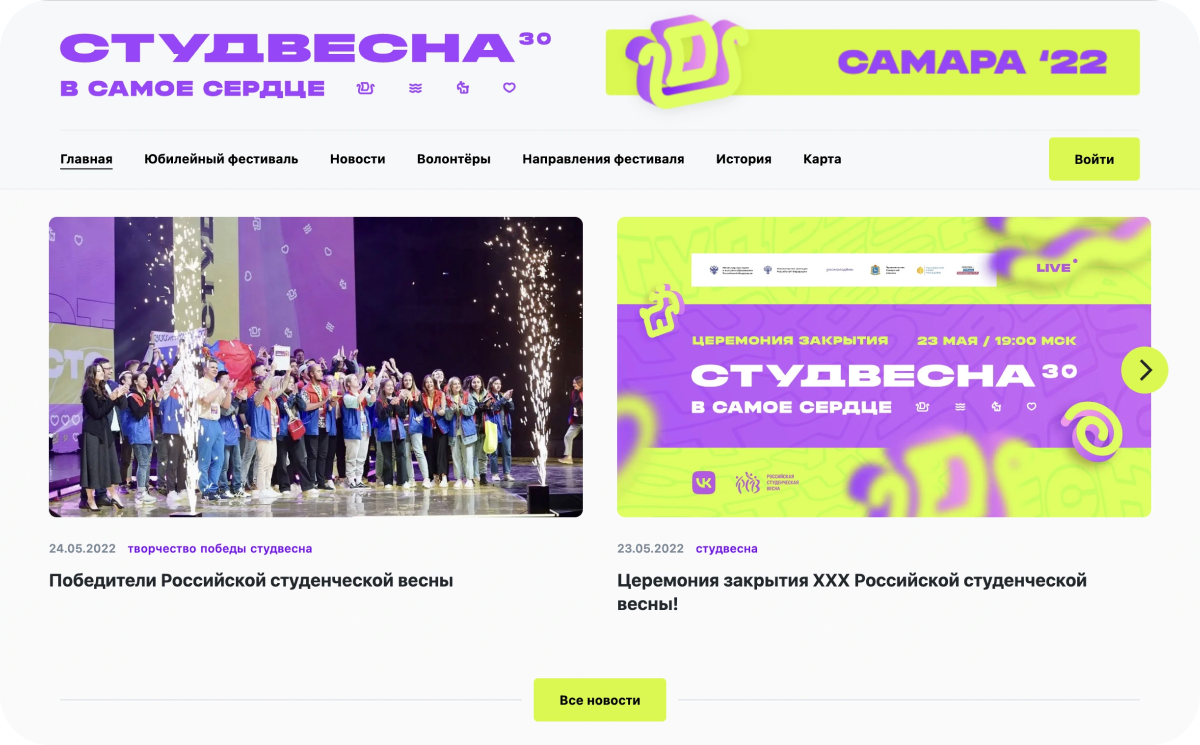 СТУДВЕСНА 30
В САМОЕ СЕРДЦЕ
САМАРА ‘22
Главная
Юбилейный фестиваль
Новости
Волонтёры
Направления фестиваля
История
Карта
Войти
LIVE
ЦЕРЕМОНИЯ ЗАКРЫТИЯ 23 МАЯ / 19:00 МСК
СТУДВЕСНА 30
В САМОЕ СЕРДЦЕ
РОССИЙСКАЯ
СТУДЕНЧЕСКАЯ
ВЕСНА
24.05.2022 творчество победы студвесна
Победители Российской студенческой весны
23.05.2022 студвесна
Церемония закрытия XXX Российской студенческой
весны!
Все новости